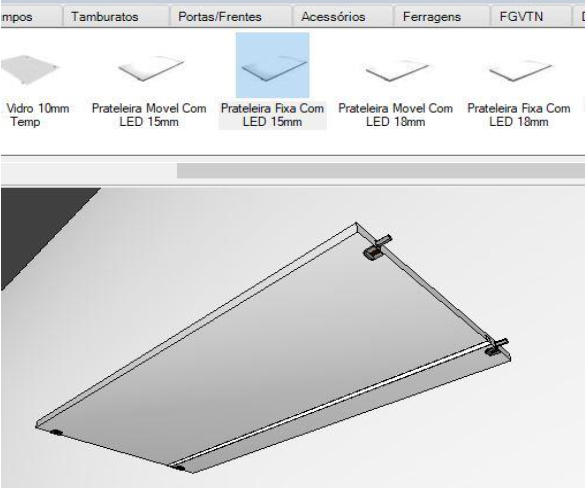 mpos Tamburatos Portas/Frentes Acessórios Ferragens FGVTN
Vidro 10mm Prateleira Movel Com Prateleira Fixa Com Prateleira Movel Com Prateleira Fixa Com
Temp LED 15mm LED 15mm LED 18mm LED 18mm